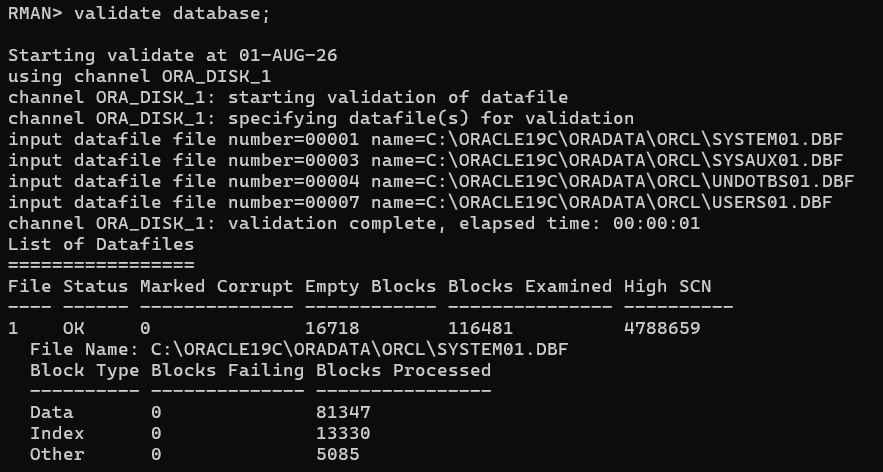 RMAN> validate database;
Starting validate at 01-AUG-26
using channel ORA_DISK_1
channel ORA_DISK_1: starting validation of datafile
channel ORA_DISK_1: specifying datafile(s) for validation
input datafile file number=00001 name=C:\ORACLE19C\ORADATA\ORCL\SYSTEM01.DBF
input datafile file number=00003 name=C:\ORACLE19C\ORADATA\ORCL\SYSAUX01.DBF
input datafile file number=00004 name=C:\ORACLE19C\ORADATA\ORCL\UNDOTBS01.DBF
input datafile file number=00007 name=C:\ORACLE19C\ORADATA\ORCL\USERS01.DBF
channel ORA_DISK_1: validation complete, elapsed time: 00:00:01
List of Datafiles
=================
File Status Marked Corrupt Empty Blocks Blocks Examined High SCN
---- ------ -------------- ------------ --------------- ----------
1    OK     0              16718        116481          4788659
  File Name: C:\ORACLE19C\ORADATA\ORCL\SYSTEM01.DBF
  Block Type Blocks Failing Blocks Processed
  ---------- -------------- ----------------
  Data       0              81347
  Index      0              13330
  Other      0              5085